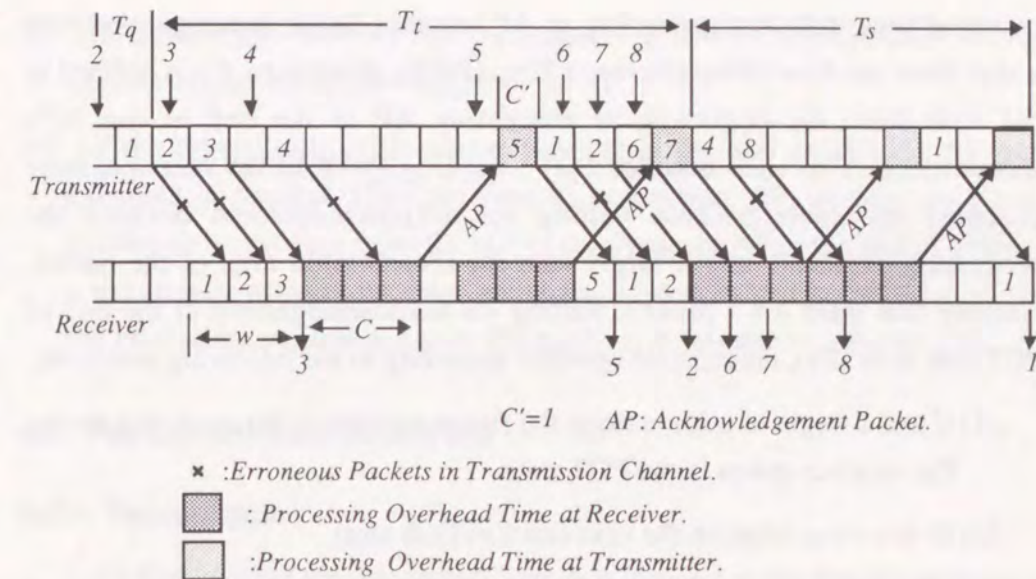 T_q T_t T_s
2 3 4 5 6 7 8
C'
1 2 3 4 5 1 2 6 7 4 8 1
Transmitter
AP AP AP AP
1 2 3 5 1 2 1
Receiver
w C
3 5 2 6 7 8 1
C'=1 AP: Acknowledgement Packet.
× :Erroneous Packets in Transmission Channel.
: Processing Overhead Time at Receiver.
:Processing Overhead Time at Transmitter.